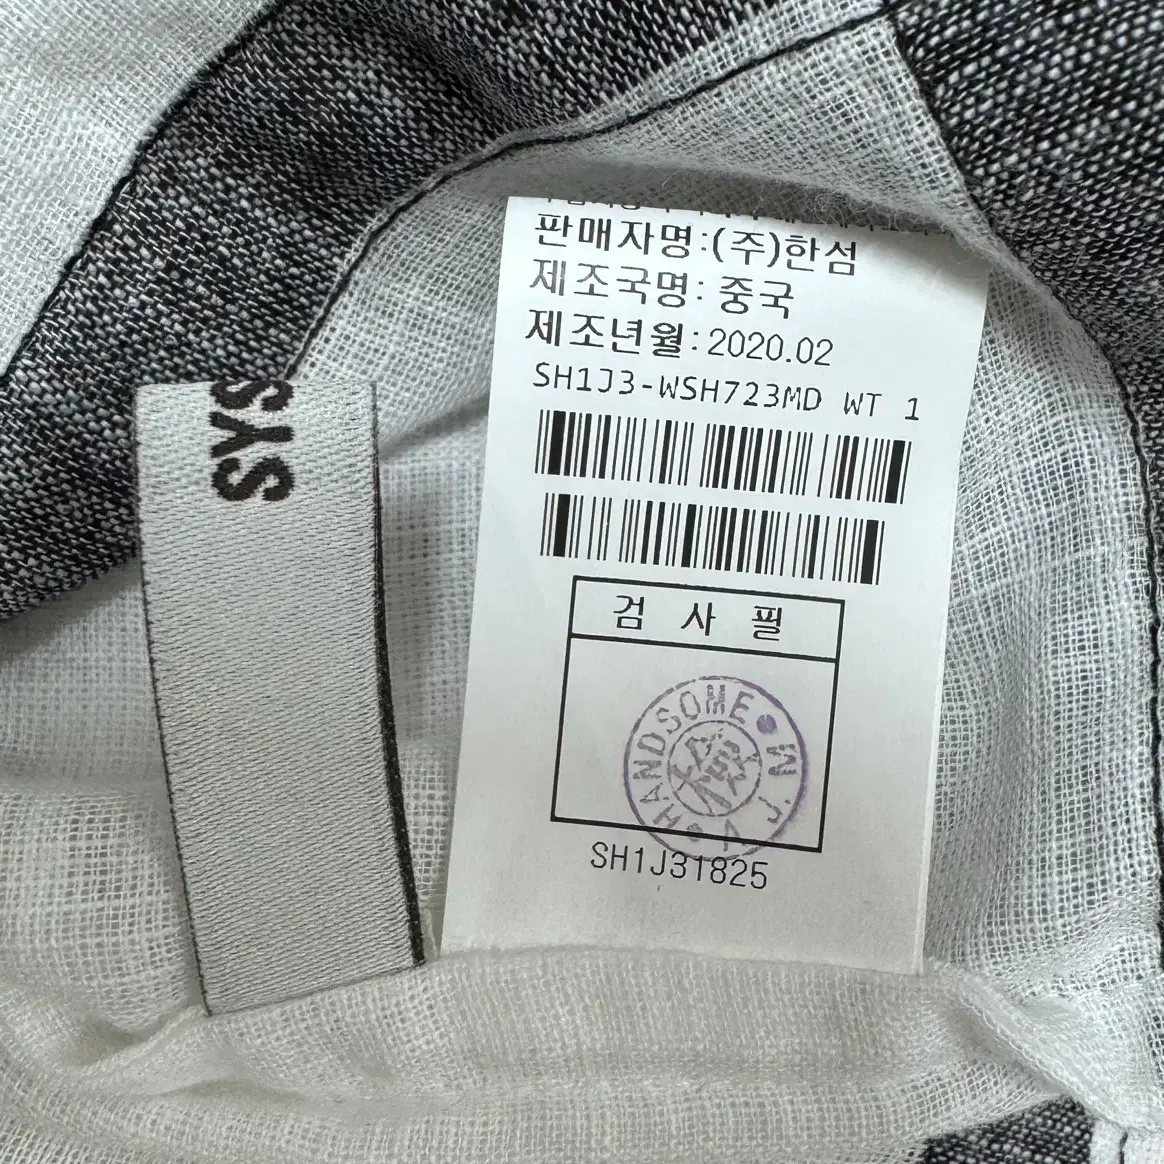 판매자명:(주)한섬
제조국명: 중국
제조년월: 2020.02
SH1J3-WSH723MD WT 1
검 사 필
HANDSOME • IN'T
SH1J31825
SYS